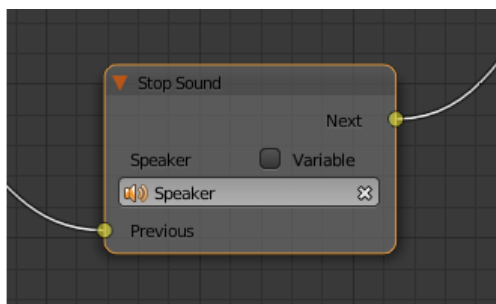 Stop Sound
Next
Speaker Variable
Speaker
Previous